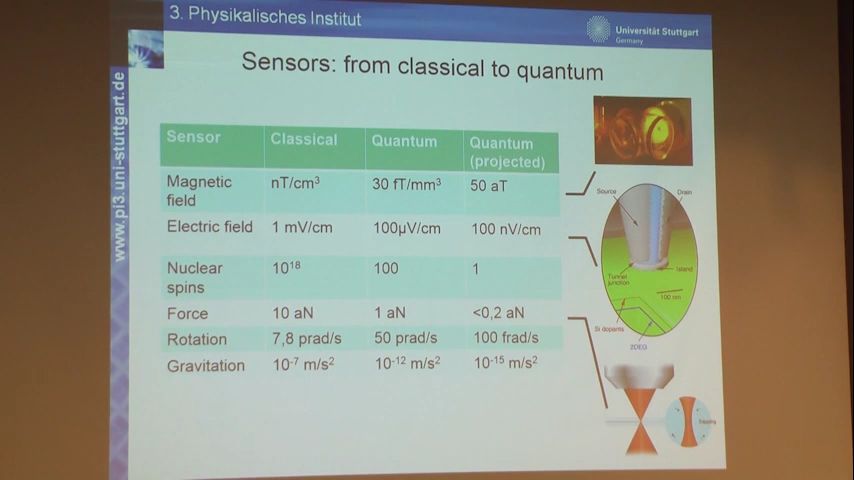 3. Physikalisches Institut
Universität Stuttgart
Germany
www.pi3.uni-stuttgart.de
Sensors: from classical to quantum
Sensor Classical Quantum Quantum (projected)
Magnetic field nT/cm³ 30 fT/mm³ 50 aT
Electric field 1 mV/cm 100µV/cm 100 nV/cm
Nuclear spins 10¹⁸ 100 1
Force 10 aN 1 aN <0,2 aN
Rotation 7,8 prad/s 50 prad/s 100 frad/s
Gravitation 10⁻⁷ m/s² 10⁻¹² m/s² 10⁻¹⁵ m/s²
Source
Drain
Tunnel
junction
Island
100 nm
Si dopants
2DEG
Trapping